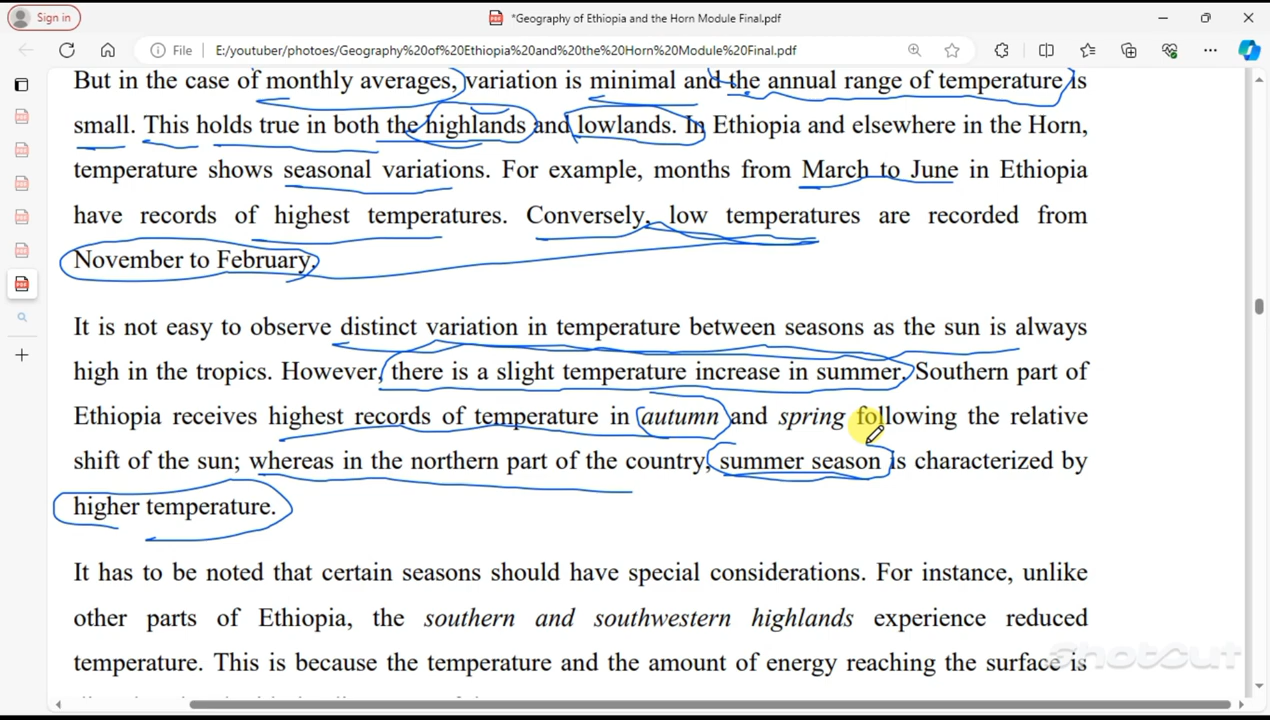 Sign in
*Geography of Ethiopia and the Horn Module Final.pdf
File
E:/youtuber/photoes/Geography%20of%20Ethiopia%20and%20the%20Horn%20Module%20Final.pdf
But in the case of monthly averages, variation is minimal and the annual range of temperature is
small. This holds true in both the highlands and lowlands. In Ethiopia and elsewhere in the Horn,
temperature shows seasonal variations. For example, months from March to June in Ethiopia
have records of highest temperatures. Conversely, low temperatures are recorded from
November to February.
It is not easy to observe distinct variation in temperature between seasons as the sun is always
high in the tropics. However, there is a slight temperature increase in summer. Southern part of
Ethiopia receives highest records of temperature in autumn and spring following the relative
shift of the sun; whereas in the northern part of the country, summer season is characterized by
higher temperature.
It has to be noted that certain seasons should have special considerations. For instance, unlike
other parts of Ethiopia, the southern and southwestern highlands experience reduced
temperature. This is because the temperature and the amount of energy reaching the surface is
shotcut